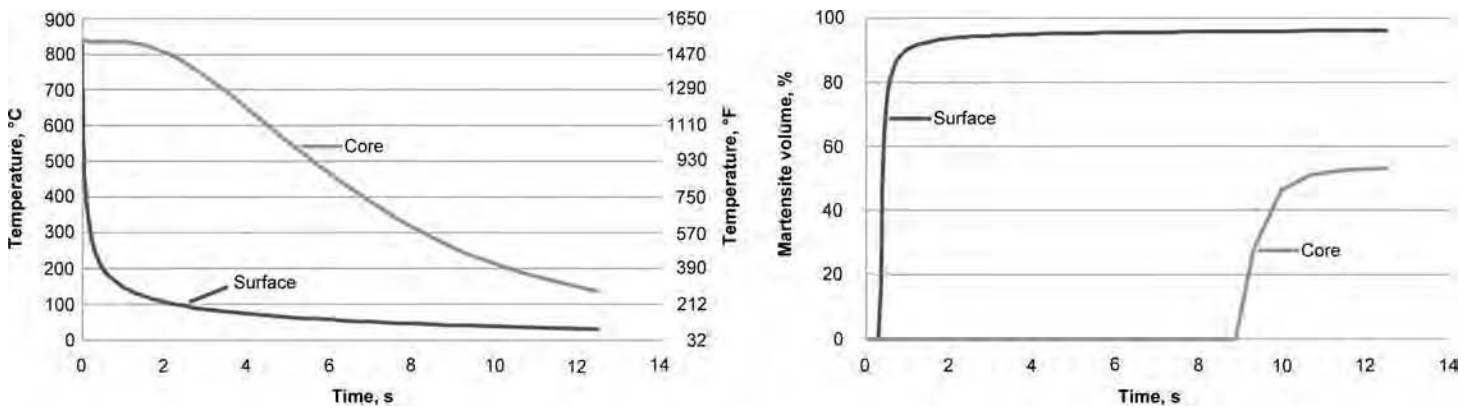 Temperature, °C
900
800
700
600
500
400
300
200
100
0
Core
Surface
0 2 4 6 8 10 12 14
Time, s
1650
1470
1290
1110
930
750
570
390
212
32
Temperature, °F
Martensite volume, %
100
80
60
40
20
0
Surface
Core
0 2 4 6 8 10 12 14
Time, s